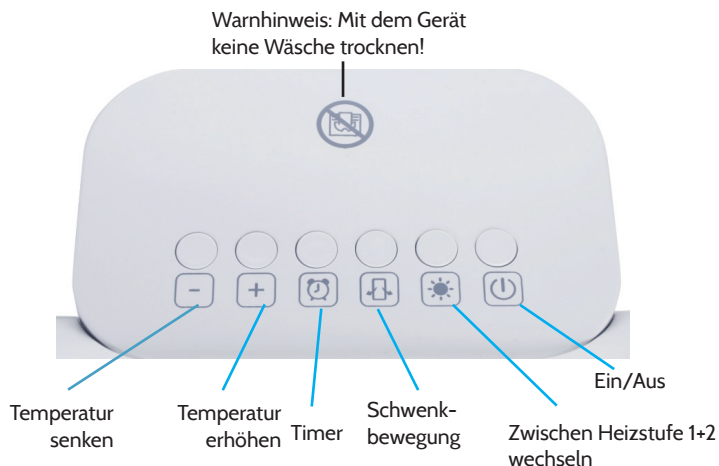 Warnhinweis: Mit dem Gerät
keine Wäsche trocknen!
Temperatur
senken
Temperatur
erhöhen
Timer
Schwenk-
bewegung
Zwischen Heizstufe 1+2
wechseln
Ein/Aus